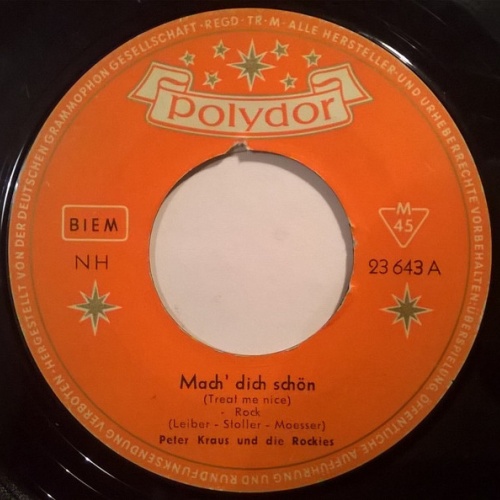 HERGESTELLT VON DER DEUTSCHEN GRAMMOPHON GESELLSCHAFT · REGD · TR · M · ALLE HERSTELLER- UND URHEBERRECHTE VORBEHALTEN · ÜBERSPIELUNG ÖFFENTLICHE AUFFÜHRUNG UND RUNDFUNKSENDUNG VERBOTEN ·
Polydor
BIEM
M
45
NH
23 643 A
Mach' dich schön
(Treat me nice)
- Rock
(Leiber - Stoller - Moesser)
Peter Kraus und die Rockies